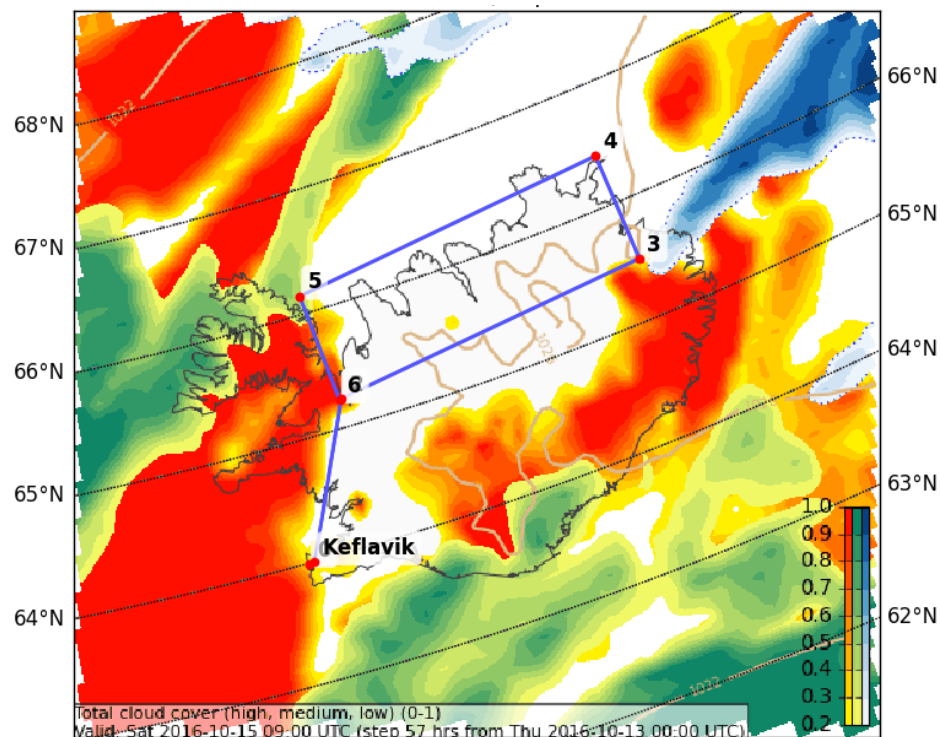 1022
66°N
68°N
4
65°N
67°N
3
5
64°N
66°N
6
63°N
65°N
1.0
0.9
Keflavik
0.8
0.7
62°N
64°N
0.6
0.5
0.4
0.3
1022
0.2
Total cloud cover (high, medium, low) (0-1)
Valid: Sat 2016-10-15 09:00 UTC (step 57 hrs from Thu 2016-10-13 00:00 UTC)